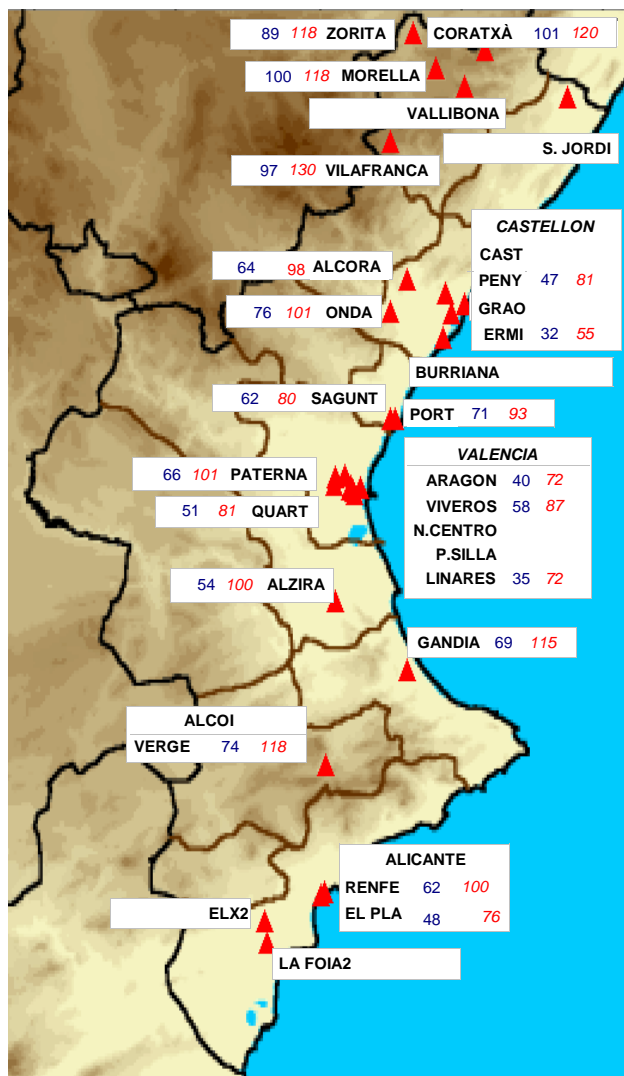 89 118 ZORITA
CORATXÀ 101 120
100 118 MORELLA
VALLIBONA
S. JORDI
97 130 VILAFRANCA
CASTELLON
CAST
PENY 47 81
GRAO
ERMI 32 55
64 98 ALCORA
76 101 ONDA
BURRIANA
62 80 SAGUNT
PORT 71 93
VALENCIA
ARAGON 40 72
VIVEROS 58 87
N.CENTRO
P.SILLA
LINARES 35 72
66 101 PATERNA
51 81 QUART
54 100 ALZIRA
GANDIA 69 115
ALCOI
VERGE 74 118
ALICANTE
RENFE 62 100
EL PLA 48 76
ELX2
LA FOIA2